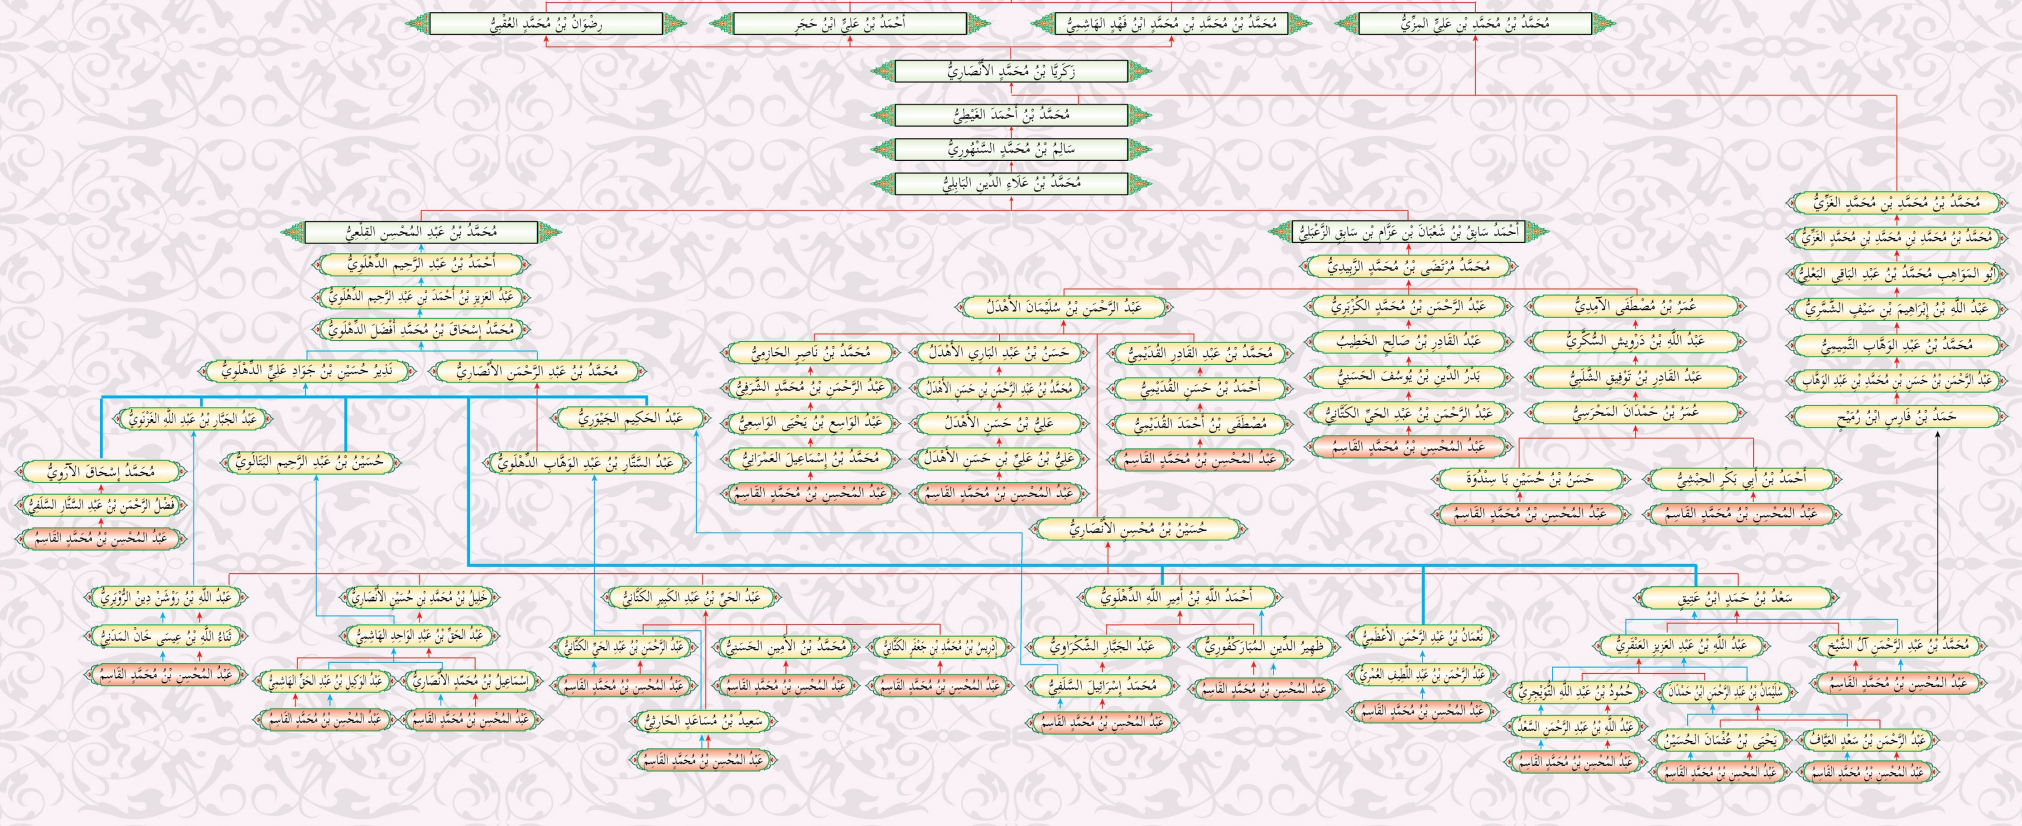 مُحَمَّدُ بْنُ مُحَمَّدِ بْنِ عَلِيٍّ المِزِّيُّ
مُحَمَّدُ بْنُ مُحَمَّدِ بْنِ مُحَمَّدٍ ابْنُ فَهْدٍ الهَاشِمِيُّ
أَحْمَدُ بْنُ عَلِيٍّ ابْنُ حَجَرٍ
رِضْوَانُ بْنُ مُحَمَّدٍ العُقْبِيُّ
زَكَرِيَّا بْنُ مُحَمَّدٍ الأَنْصَارِيُّ
مُحَمَّدُ بْنُ أَحْمَدَ الغَيْطِيُّ
سَالِمُ بْنُ مُحَمَّدٍ السَّنْهُورِيُّ
مُحَمَّدُ بْنُ عَلَاءِ الدِّينِ البَابِلِيُّ
مُحَمَّدُ بْنُ مُحَمَّدِ بْنِ مُحَمَّدٍ الغَزِّيُّ
مُحَمَّدُ بْنُ مُحَمَّدِ بْنِ مُحَمَّدِ بْنِ مُحَمَّدٍ الغَزِّيُّ
أَبُو المَوَاهِبِ مُحَمَّدُ بْنُ عَبْدِ البَاقِي البَعْلِيُّ
عَبْدُ اللَّهِ بْنُ إِبْرَاهِيمَ بْنِ سَيْفٍ الشَّمَّرِيُّ
مُحَمَّدُ بْنُ عَبْدِ الوَهَّابِ التَّمِيمِيُّ
عَبْدُ الرَّحْمَنِ بْنُ حَسَنِ بْنِ مُحَمَّدِ بْنِ عَبْدِ الوَهَّابِ
حَمَدُ بْنُ فَارِسٍ ابْنُ رُمَيْحٍ
أَحْمَدُ سَابِقُ بْنُ شَعْبَانَ بْنِ عَزَّامِ بْنِ سَابِقٍ الزَّعْبَلِيُّ
مُحَمَّدُ مُرْتَضَى بْنُ مُحَمَّدٍ الزَّبِيدِيُّ
عُمَرُ بْنُ مُصْطَفَى الآمِدِيُّ
عَبْدُ اللَّهِ بْنُ دَرْوِيشٍ السُّكَّرِيُّ
عَبْدُ القَادِرِ بْنُ تَوْفِيقٍ الشَّلَبِيُّ
عُمَرُ بْنُ حَمْدَانَ المَحْرَسِيُّ
أَحْمَدُ بْنُ أَبِي بَكْرٍ الحِبْشِيُّ
عَبْدُ المُحْسِنِ بْنُ مُحَمَّدٍ القَاسِمُ
حَسَنُ بْنُ حُسَيْنٍ بَا سِنْدُوَةَ
عَبْدُ المُحْسِنِ بْنُ مُحَمَّدٍ القَاسِمُ
عَبْدُ الرَّحْمَنِ بْنُ مُحَمَّدٍ الكُزْبَرِيُّ
عَبْدُ القَادِرِ بْنُ صَالِحٍ الخَطِيبُ
بَدْرُ الدِّينِ بْنُ يُوسُفَ الحَسَنِيُّ
عَبْدُ الرَّحْمَنِ بْنُ عَبْدِ الحَيِّ الكَتَّانِيُّ
عَبْدُ المُحْسِنِ بْنُ مُحَمَّدٍ القَاسِمُ
عَبْدُ الرَّحْمَنِ بْنُ سُلَيْمَانَ الأَهْدَلُ
مُحَمَّدُ بْنُ عَبْدِ القَادِرِ القُدَيْمِيُّ
أَحْمَدُ بْنُ حَسَنٍ القُدَيْمِيُّ
مُصْطَفَى بْنُ أَحْمَدَ القُدَيْمِيُّ
عَبْدُ المُحْسِنِ بْنُ مُحَمَّدٍ القَاسِمُ
حَسَنُ بْنُ عَبْدِ البَارِي الأَهْدَلُ
مُحَمَّدُ بْنُ عَبْدِ الرَّحْمَنِ بْنِ حَسَنٍ الأَهْدَلُ
عَلِيُّ بْنُ حَسَنٍ الأَهْدَلُ
عَلِيُّ بْنُ عَلِيِّ بْنِ حَسَنٍ الأَهْدَلُ
عَبْدُ المُحْسِنِ بْنُ مُحَمَّدٍ القَاسِمُ
مُحَمَّدُ بْنُ نَاصِرٍ الحَازِمِيُّ
عَبْدُ الرَّحْمَنِ بْنُ مُحَمَّدٍ الشَّرَفِيُّ
عَبْدُ الوَاسِعِ بْنُ يَحْيَى الوَاسِعِيُّ
مُحَمَّدُ بْنُ إِسْمَاعِيلَ العَمْرَانِيُّ
عَبْدُ المُحْسِنِ بْنُ مُحَمَّدٍ القَاسِمُ
حُسَيْنُ بْنُ مُحْسِنٍ الأَنْصَارِيُّ
مُحَمَّدُ بْنُ عَبْدِ المُحْسِنِ القِلْعِيُّ
أَحْمَدُ بْنُ عَبْدِ الرَّحِيمِ الدِّهْلَوِيُّ
عَبْدُ العَزِيزِ بْنُ أَحْمَدَ بْنِ عَبْدِ الرَّحِيمِ الدِّهْلَوِيُّ
مُحَمَّدُ إِسْحَاقَ بْنُ مُحَمَّدِ أَفْضَلَ الدِّهْلَوِيُّ
مُحَمَّدُ بْنُ عَبْدِ الرَّحْمَنِ الأَنْصَارِيُّ
نَذِيرُ حُسَيْنِ بْنُ جَوَادِ عَلِيٍّ الدِّهْلَوِيُّ
عَبْدُ الحَكِيمِ الجَيْوَرِيُّ
عَبْدُ الجَبَّارِ بْنُ عَبْدِ اللَّهِ الغَزْنَوِيُّ
عَبْدُ السَّتَّارِ بْنُ عَبْدِ الوَهَّابِ الدِّهْلَوِيُّ
حُسَيْنُ بْنُ عَبْدِ الرَّحِيمِ البَتَالَوِيُّ
مُحَمَّدُ إِسْحَاقَ الآرَوِيُّ
فَضْلُ الرَّحْمَنِ بْنُ عَبْدِ السَّتَّارِ السَّلَفِيُّ
عَبْدُ المُحْسِنِ بْنُ مُحَمَّدٍ القَاسِمُ
سَعْدُ بْنُ حَمَدٍ ابْنُ عَتِيقٍ
مُحَمَّدُ بْنُ عَبْدِ الرَّحْمَنِ آلُ الشَّيْخِ
عَبْدُ المُحْسِنِ بْنُ مُحَمَّدٍ القَاسِمُ
عَبْدُ اللَّهِ بْنُ عَبْدِ العَزِيزِ العَنْقَرِيُّ
سُلَيْمَانُ بْنُ عَبْدِ الرَّحْمَنِ ابْنُ حَمْدَانَ
حُمُودُ بْنُ عَبْدِ اللَّهِ التُّوَيْجِرِيُّ
عَبْدُ الرَّحْمَنِ بْنُ سَعْدٍ العَيَّافُ
عَبْدُ المُحْسِنِ بْنُ مُحَمَّدٍ القَاسِمُ
يَحْيَى بْنُ عُثْمَانَ الحُسَيْنُ
عَبْدُ المُحْسِنِ بْنُ مُحَمَّدٍ القَاسِمُ
عَبْدُ اللَّهِ بْنُ عَبْدِ الرَّحْمَنِ السَّعْدُ
عَبْدُ المُحْسِنِ بْنُ مُحَمَّدٍ القَاسِمُ
نُعْمَانُ بْنُ عَبْدِ الرَّحْمَنِ الأَعْظَمِيُّ
عَبْدُ الرَّحْمَنِ بْنُ عَبْدِ اللَّطِيفِ العُمَرِيُّ
عَبْدُ المُحْسِنِ بْنُ مُحَمَّدٍ القَاسِمُ
أَحْمَدُ اللَّهِ بْنُ أَمِيرِ اللَّهِ الدِّهْلَوِيُّ
ظَهِيرُ الدِّينِ المُبَارَكْفُورِيُّ
عَبْدُ المُحْسِنِ بْنُ مُحَمَّدٍ القَاسِمُ
عَبْدُ الجَبَّارِ الشَّكْرَاوِيُّ
مُحَمَّدُ إِسْرَائِيلَ السَّلَفِيُّ
عَبْدُ المُحْسِنِ بْنُ مُحَمَّدٍ القَاسِمُ
عَبْدُ الحَيِّ بْنُ عَبْدِ الكَبِيرِ الكَتَّانِيُّ
إِدْرِيسُ بْنُ مُحَمَّدِ بْنِ جَعْفَرٍ الكَتَّانِيُّ
عَبْدُ المُحْسِنِ بْنُ مُحَمَّدٍ القَاسِمُ
مُحَمَّدُ بْنُ الأَمِينِ الحَسَنِيُّ
عَبْدُ المُحْسِنِ بْنُ مُحَمَّدٍ القَاسِمُ
عَبْدُ الرَّحْمَنِ بْنُ عَبْدِ الحَيِّ الكَتَّانِيُّ
عَبْدُ المُحْسِنِ بْنُ مُحَمَّدٍ القَاسِمُ
سَعِيدُ بْنُ مُسَاعَدٍ الحَارِثِيُّ
عَبْدُ المُحْسِنِ بْنُ مُحَمَّدٍ القَاسِمُ
خَلِيلُ بْنُ مُحَمَّدِ بْنِ حُسَيْنٍ الأَنْصَارِيُّ
عَبْدُ الحَقِّ بْنُ عَبْدِ الوَاحِدِ الهَاشِمِيُّ
إِسْمَاعِيلُ بْنُ مُحَمَّدٍ الأَنْصَارِيُّ
عَبْدُ المُحْسِنِ بْنُ مُحَمَّدٍ القَاسِمُ
عَبْدُ الوَكِيلِ بْنُ عَبْدِ الحَقِّ الهَاشِمِيُّ
عَبْدُ المُحْسِنِ بْنُ مُحَمَّدٍ القَاسِمُ
عَبْدُ اللَّهِ بْنُ رَوْشَنْ دِينَ الرُّوْبَرِيُّ
ثَنَاءُ اللَّهِ بْنُ عِيسَى خَانْ المَدَنِيُّ
عَبْدُ المُحْسِنِ بْنُ مُحَمَّدٍ القَاسِمُ